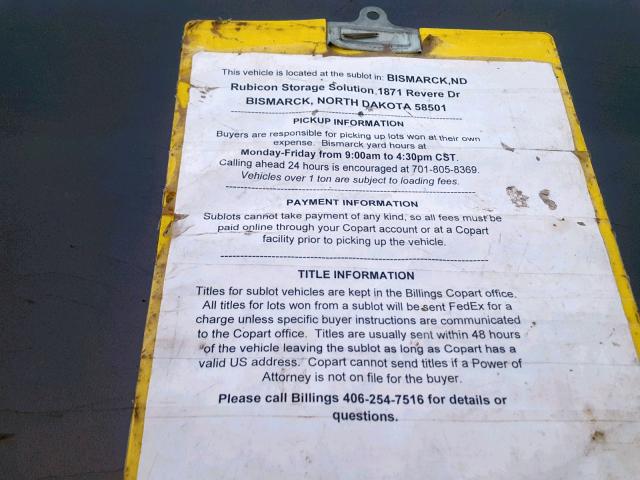 This vehicle is located at the sublot in: BISMARCK,ND
Rubicon Storage Solution,1871 Revere Dr
BISMARCK, NORTH DAKOTA 58501
PICKUP INFORMATION
Buyers are responsible for picking up lots won at their own
expense. Bismarck yard hours at
Monday-Friday from 9:00am to 4:30pm CST.
Calling ahead 24 hours is encouraged at 701-805-8369.
Vehicles over 1 ton are subject to loading fees.
PAYMENT INFORMATION
Sublots cannot take payment of any kind, so all fees must be
paid online through your Copart account or at a Copart
facility prior to picking up the vehicle.
TITLE INFORMATION
Titles for sublot vehicles are kept in the Billings Copart office.
All titles for lots won from a sublot will be sent FedEx for a
charge unless specific buyer instructions are communicated
to the Copart office. Titles are usually sent within 48 hours
of the vehicle leaving the sublot as long as Copart has a
valid US address. Copart cannot send titles if a Power of
Attorney is not on file for the buyer.
Please call Billings 406-254-7516 for details or
questions.